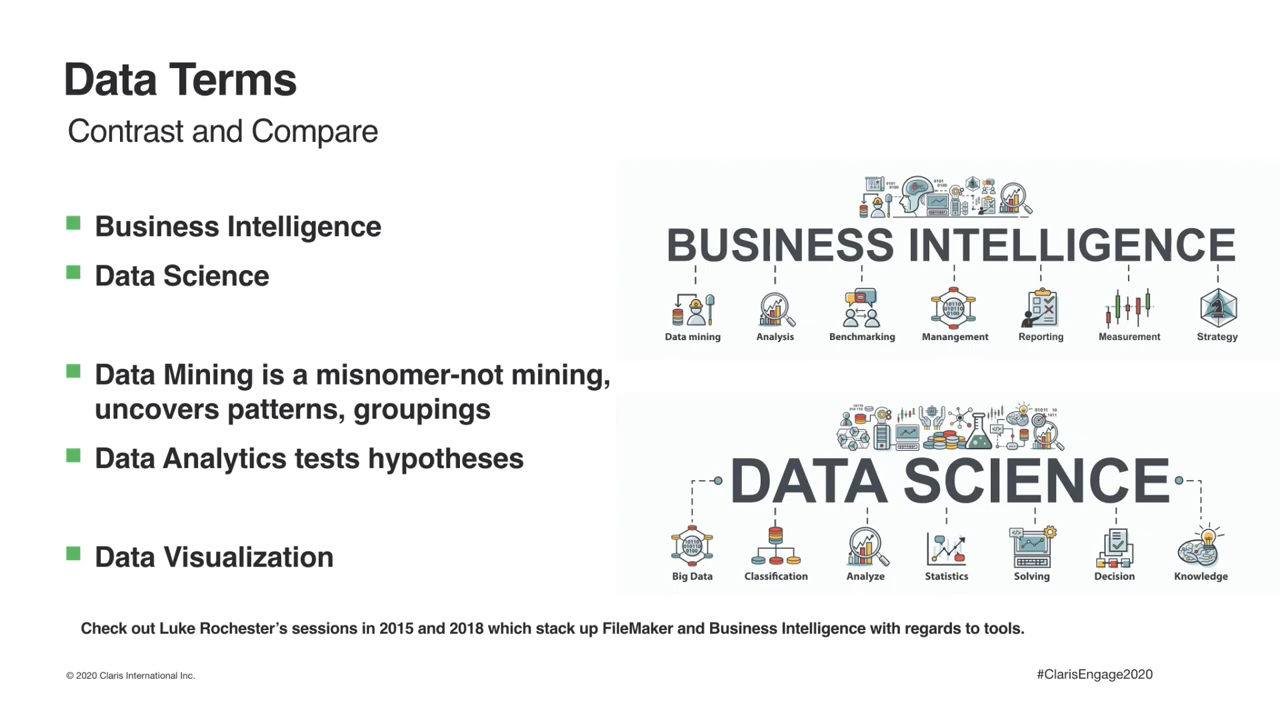 Data Terms
Contrast and Compare
Business Intelligence
Data Science
Data Mining is a misnomer-not mining,
uncovers patterns, groupings
Data Analytics tests hypotheses
Data Visualization
BUSINESS INTELLIGENCE
Data mining Analysis Benchmarking Manangement Reporting Measurement Strategy
DATA SCIENCE
Big Data Classification Analyze Statistics Solving Decision Knowledge
Check out Luke Rochester's sessions in 2015 and 2018 which stack up FileMaker and Business Intelligence with regards to tools.
© 2020 Claris International Inc.
#ClarisEngage2020